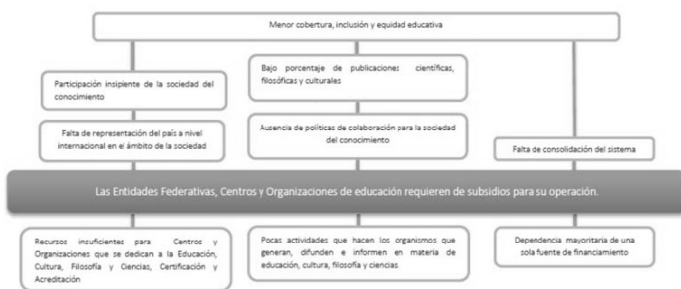 Menor cobertura, inclusión y equidad educativa
Participación insipiente de la sociedad del
conocimiento
Bajo porcentaje de publicaciones científicas,
filosóficas y culturales
Falta de representación del país a nivel
internacional en el ámbito de la sociedad
Ausencia de políticas de colaboración para la sociedad
del conocimiento
Falta de consolidación del sistema
Las Entidades Federativas, Centros y Organizaciones de educación requieren de subsidios para su operación.
Recursos insuficientes para Centros y
Organizaciones que se dedican a la Educación,
Cultura, Filosofía y Ciencias, Certificación y
Acreditación
Pocas actividades que hacen los organismos que
generan, difunden e informen en materia de
educación, cultura, filosofía y ciencias
Dependencia mayoritaria de una
sola fuente de financiamiento